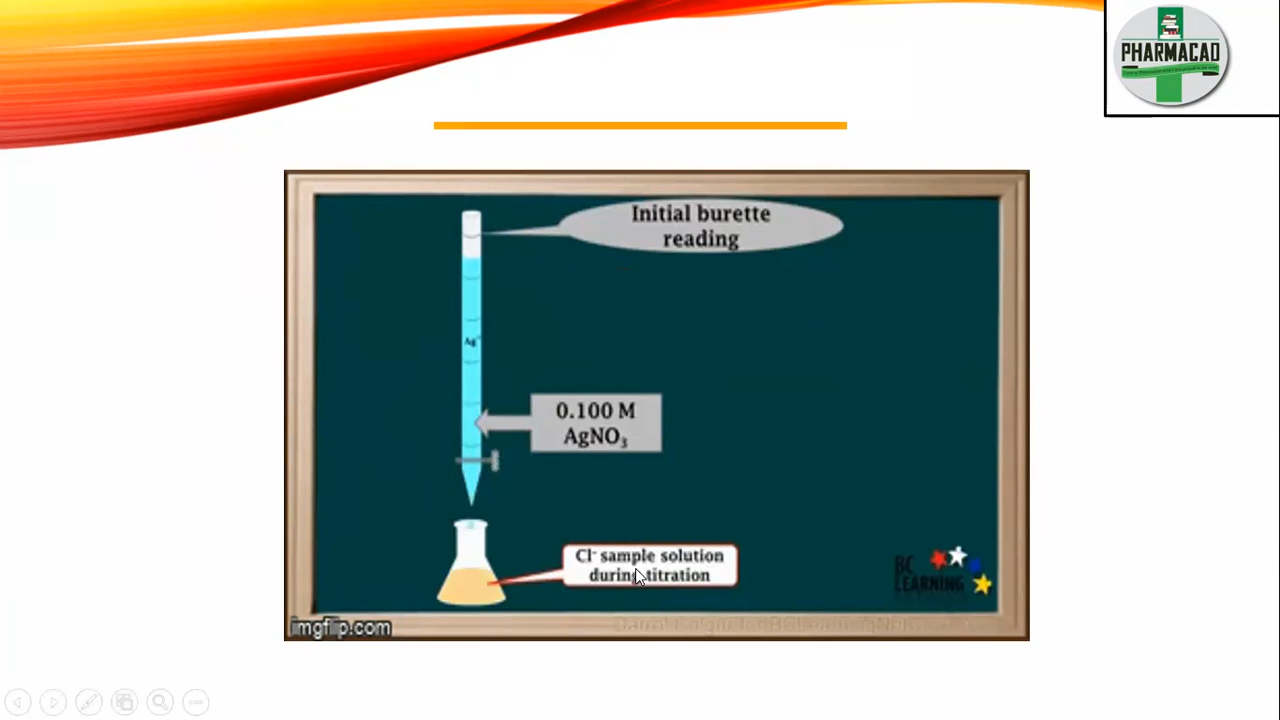 PHARMACAD
Initial burette
reading
Ag⁺
0.100 M
AgNO₃
Cl⁻ sample solution
during titration
BC
LEARNING
imgflip.com